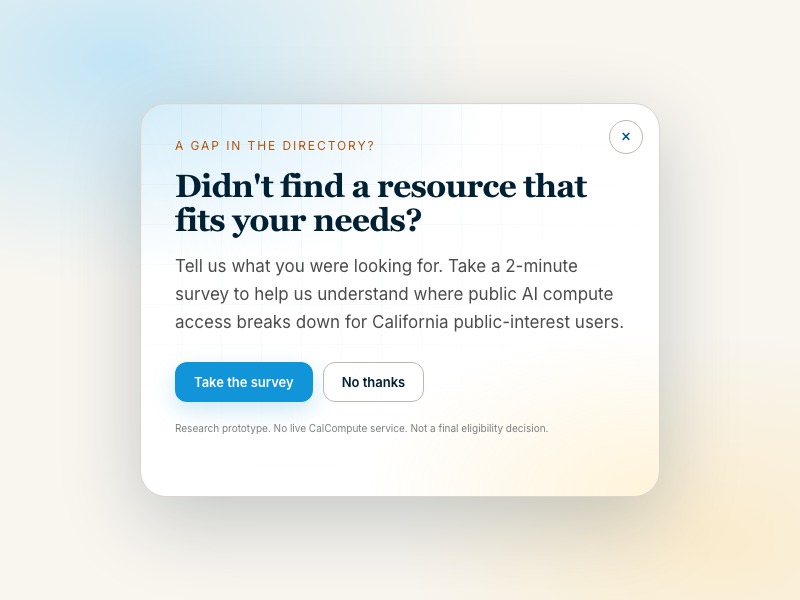 A GAP IN THE DIRECTORY?
×
Didn't find a resource that
fits your needs?
Tell us what you were looking for. Take a 2-minute
survey to help us understand where public AI compute
access breaks down for California public-interest users.
Take the survey
No thanks
Research prototype. No live CalCompute service. Not a final eligibility decision.